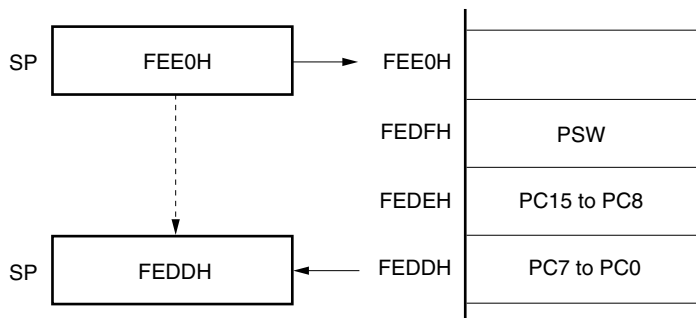 SP FEE0H FEE0H
FEDFH PSW
FEDEH PC15 to PC8
SP FEDDH FEDDH PC7 to PC0